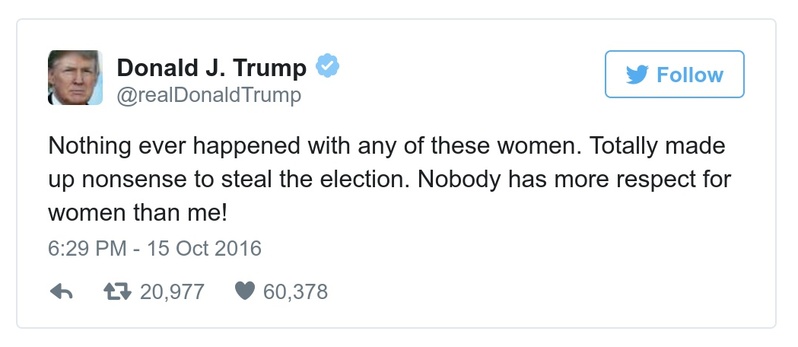 Donald J. Trump
@realDonaldTrump
Follow
Nothing ever happened with any of these women. Totally made
up nonsense to steal the election. Nobody has more respect for
women than me!
6:29 PM - 15 Oct 2016
20,977 60,378